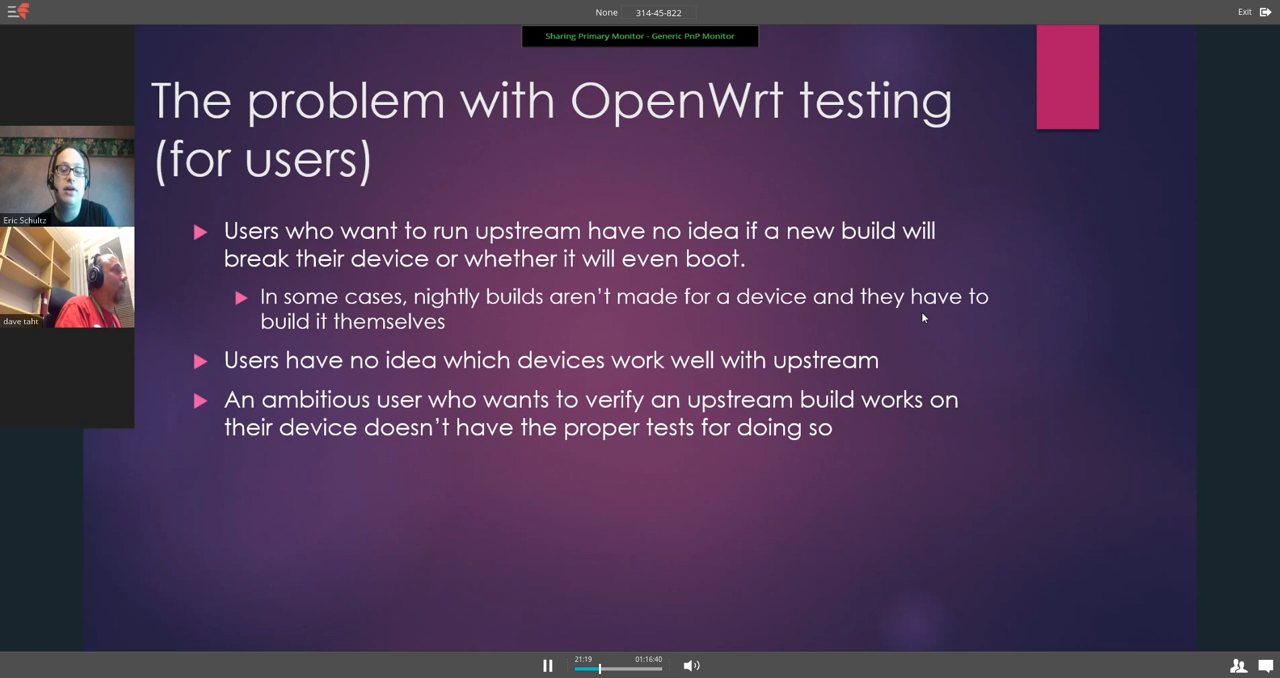 None 314-45-822
Exit
Sharing Primary Monitor - Generic PnP Monitor
The problem with OpenWrt testing
(for users)
Eric Schultz
dave taht
Users who want to run upstream have no idea if a new build will
break their device or whether it will even boot.
In some cases, nightly builds aren’t made for a device and they have to
build it themselves
Users have no idea which devices work well with upstream
An ambitious user who wants to verify an upstream build works on
their device doesn’t have the proper tests for doing so
21:19 01:16:40